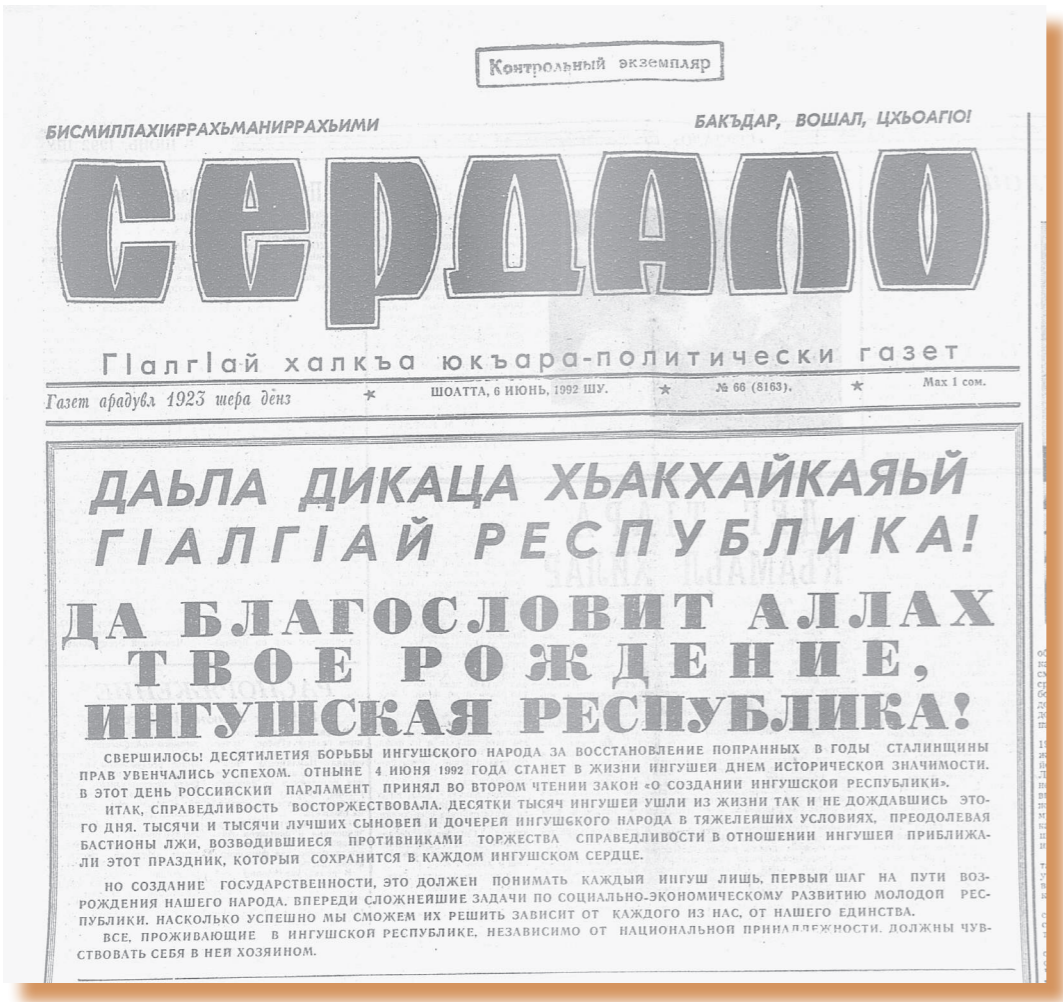 Контрольный экземпляр
БИСМИЛЛАХIИРРАХЬМАНИРРАХЬИМИ
БАКЪДАР, ВОШАЛ, ЦХЬОАГIО!
сердало
ГIалгIай халкъа юкъара-политически газет
Газет арадувл 1923 шера денз
★ ШОАТТА, 6 ИЮНЬ, 1992 ШУ. ★ № 66 (8163). ★ Мах 1 сом.
ДАЬЛА ДИКАЦА ХЬАКХАЙКАЯЬЙ
ГIАЛГIАЙ РЕСПУБЛИКА!
ДА БЛАГОСЛОВИТ АЛЛАХ
ТВОЕ РОЖДЕНИЕ,
ИНГУШСКАЯ РЕСПУБЛИКА!
СВЕРШИЛОСЬ! ДЕСЯТИЛЕТИЯ БОРЬБЫ ИНГУШСКОГО НАРОДА ЗА ВОССТАНОВЛЕНИЕ ПОПРАННЫХ В ГОДЫ СТАЛИНЩИНЫ
ПРАВ УВЕНЧАЛИСЬ УСПЕХОМ. ОТНЫНЕ 4 ИЮНЯ 1992 ГОДА СТАНЕТ В ЖИЗНИ ИНГУШЕЙ ДНЕМ ИСТОРИЧЕСКОЙ ЗНАЧИМОСТИ.
В ЭТОТ ДЕНЬ РОССИЙСКИЙ ПАРЛАМЕНТ ПРИНЯЛ ВО ВТОРОМ ЧТЕНИИ ЗАКОН «О СОЗДАНИИ ИНГУШСКОЙ РЕСПУБЛИКИ».
ИТАК, СПРАВЕДЛИВОСТЬ ВОСТОРЖЕСТВОВАЛА. ДЕСЯТКИ ТЫСЯЧ ИНГУШЕЙ УШЛИ ИЗ ЖИЗНИ ТАК И НЕ ДОЖДАВШИСЬ ЭТО-
ГО ДНЯ. ТЫСЯЧИ И ТЫСЯЧИ ЛУЧШИХ СЫНОВЕЙ И ДОЧЕРЕЙ ИНГУШСКОГО НАРОДА В ТЯЖЕЛЕЙШИХ УСЛОВИЯХ, ПРЕОДОЛЕВАЯ
БАСТИОНЫ ЛЖИ, ВОЗВОДИВШИЕСЯ ПРОТИВНИКАМИ ТОРЖЕСТВА СПРАВЕДЛИВОСТИ В ОТНОШЕНИИ ИНГУШЕЙ ПРИБЛИЖА-
ЛИ ЭТОТ ПРАЗДНИК, КОТОРЫЙ СОХРАНИТСЯ В КАЖДОМ ИНГУШСКОМ СЕРДЦЕ.
НО СОЗДАНИЕ ГОСУДАРСТВЕННОСТИ, ЭТО ДОЛЖЕН ПОНИМАТЬ КАЖДЫЙ ИНГУШ ЛИШЬ, ПЕРВЫЙ ШАГ НА ПУТИ ВОЗ-
РОЖДЕНИЯ НАШЕГО НАРОДА. ВПЕРЕДИ СЛОЖНЕЙШИЕ ЗАДАЧИ ПО СОЦИАЛЬНО-ЭКОНОМИЧЕСКОМУ РАЗВИТИЮ МОЛОДОЙ РЕС-
ПУБЛИКИ. НАСКОЛЬКО УСПЕШНО МЫ СМОЖЕМ ИХ РЕШИТЬ ЗАВИСИТ ОТ КАЖДОГО ИЗ НАС, ОТ НАШЕГО ЕДИНСТВА.
ВСЕ, ПРОЖИВАЮЩИЕ В ИНГУШСКОЙ РЕСПУБЛИКЕ, НЕЗАВИСИМО ОТ НАЦИОНАЛЬНОЙ ПРИНАДЛЕЖНОСТИ, ДОЛЖНЫ ЧУВ-
СТВОВАТЬ СЕБЯ В НЕЙ ХОЗЯИНОМ.